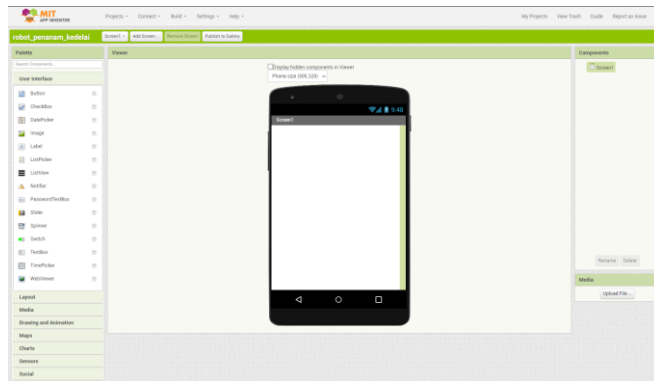 MIT
APP INVENTER
Projects
Connect
Build
Settings
Help
My Projects
View Trash
Guide
Report an Issue
robot_penanam_kedelai
Screen1
Add Screen...
Remove Screen
Publish to Gallery
Palette
Viewer
Components
Search Components...
User Interface
Button
CheckBox
DatePicker
Image
Label
ListPicker
ListView
Notifier
PasswordTextBox
Slider
Spinner
Switch
TextBox
TimePicker
WebViewer
Layout
Media
Drawing and Animation
Maps
Charts
Sensors
Social
Display hidden components in Viewer
Phone size (505,320)
9:48
Screen1
Screen1
Rename
Delete
Media
Upload File ...